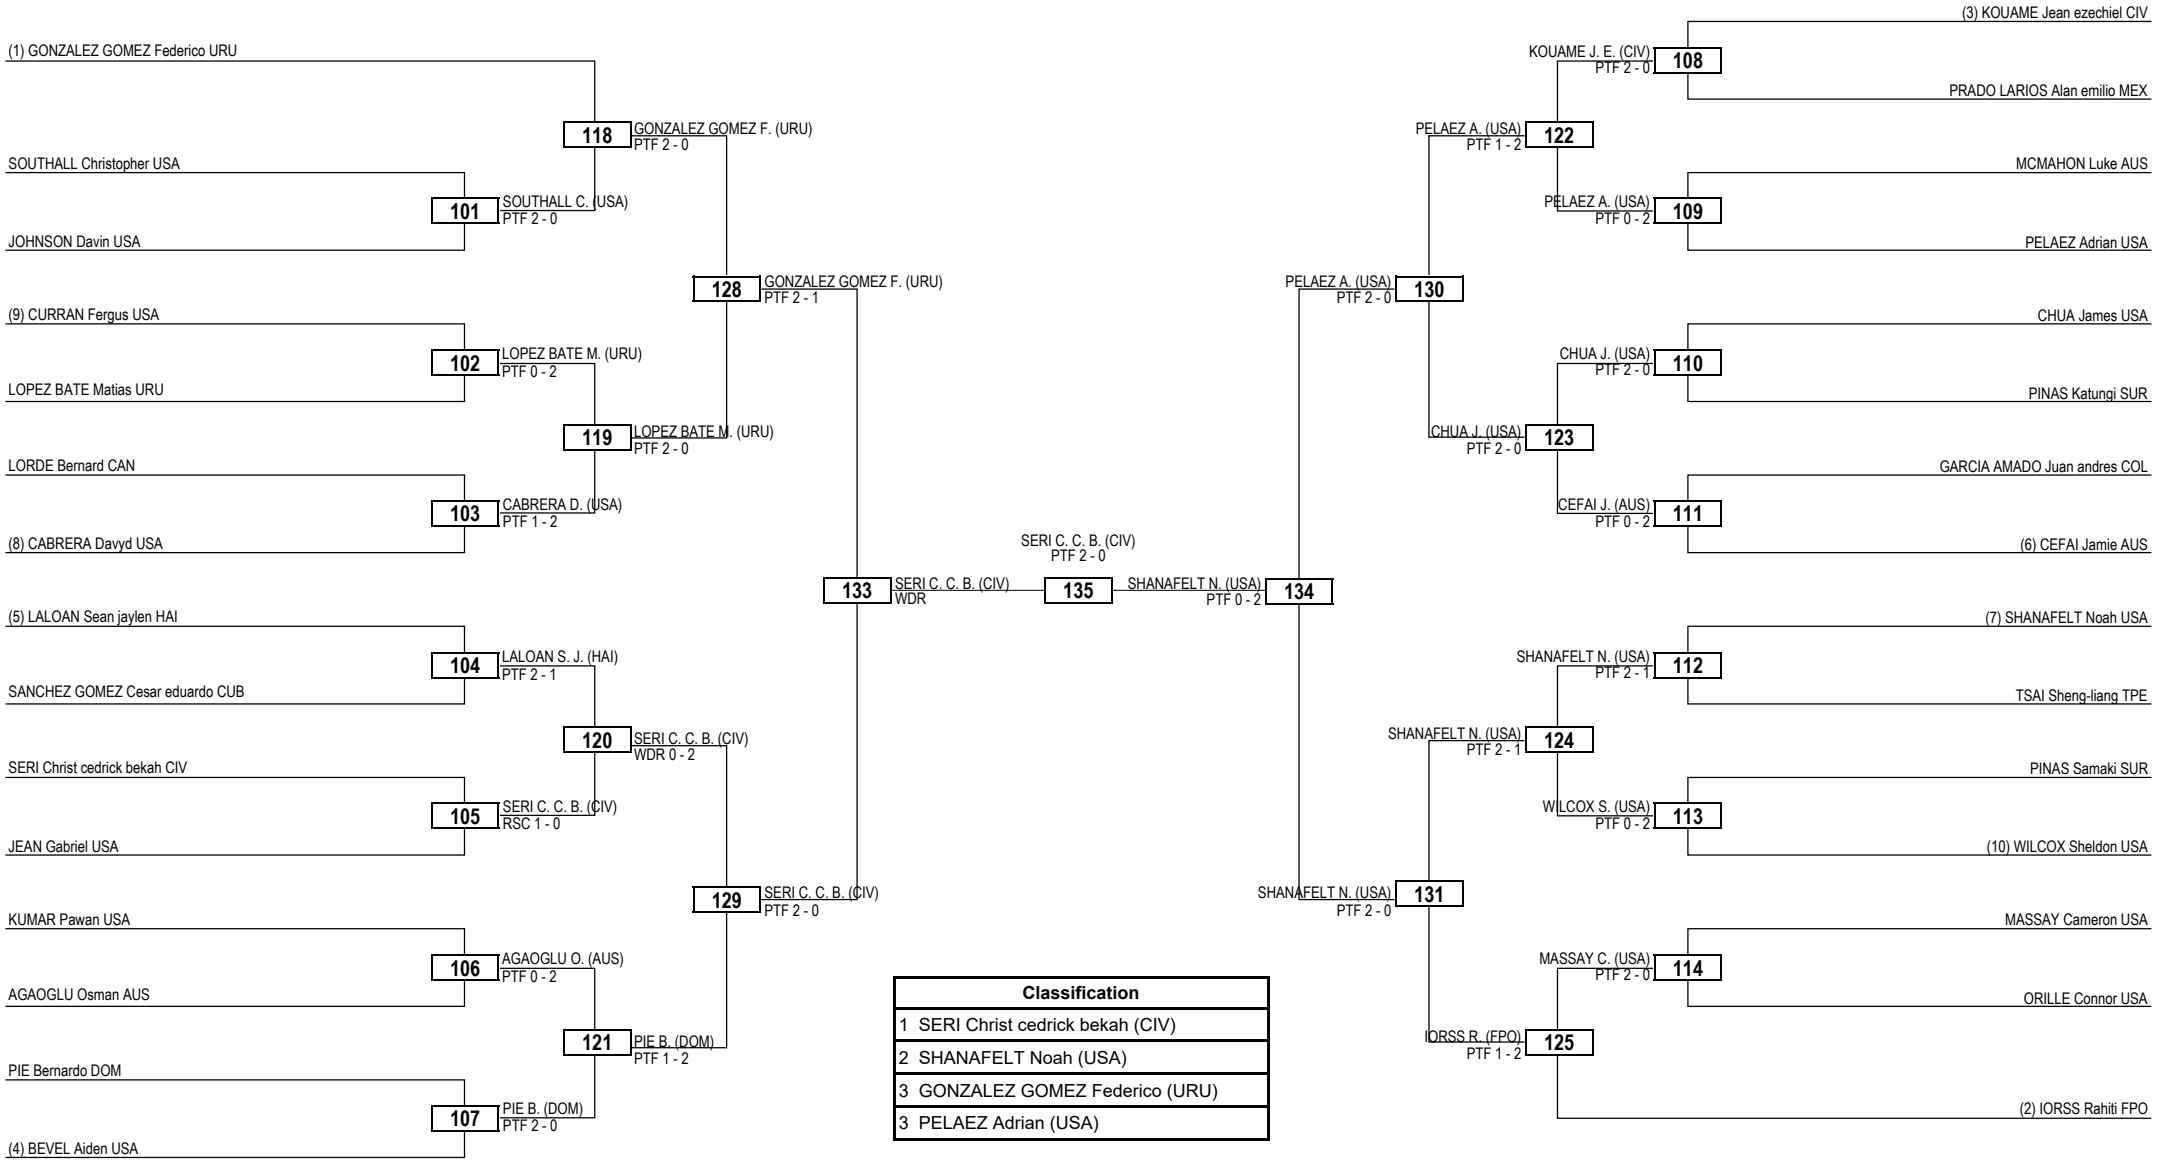 (1) GONZALEZ GOMEZ Federico URU
SOUTHALL Christopher USA
JOHNSON Davin USA
(9) CURRAN Fergus USA
LOPEZ BATE Matias URU
LORDE Bernard CAN
(8) CABRERA Davyd USA
(5) LALOAN Sean jaylen HAI
SANCHEZ GOMEZ Cesar eduardo CUB
SERI Christ cedrick bekah CIV
JEAN Gabriel USA
KUMAR Pawan USA
AGAOGLU Osman AUS
PIE Bernardo DOM
(4) BEVEL Aiden USA
101
SOUTHALL C. (USA)
PTF 2 - 0
102
LOPEZ BATE M. (URU)
PTF 0 - 2
103
CABRERA D. (USA)
PTF 1 - 2
104
LALOAN S. J. (HAI)
PTF 2 - 1
105
SERI C. C. B. (CIV)
RSC 1 - 0
106
AGAOGLU O. (AUS)
PTF 0 - 2
107
PIE B. (DOM)
PTF 2 - 0
118
GONZALEZ GOMEZ F. (URU)
PTF 2 - 0
119
LOPEZ BATE M. (URU)
PTF 2 - 0
120
SERI C. C. B. (CIV)
WDR 0 - 2
121
PIE B. (DOM)
PTF 1 - 2
128
GONZALEZ GOMEZ F. (URU)
PTF 2 - 1
129
SERI C. C. B. (CIV)
PTF 2 - 0
133
SERI C. C. B. (CIV)
WDR
SERI C. C. B. (CIV)
PTF 2 - 0
135
SHANAFELT N. (USA)
PTF 0 - 2
134
PELAEZ A. (USA)
PTF 2 - 0
130
SHANAFELT N. (USA)
PTF 2 - 0
131
PELAEZ A. (USA)
PTF 1 - 2
122
CHUA J. (USA)
PTF 2 - 0
123
SHANAFELT N. (USA)
PTF 2 - 1
124
IORSS R. (FPO)
PTF 1 - 2
125
KOUAME J. E. (CIV)
PTF 2 - 0
108
PELAEZ A. (USA)
PTF 0 - 2
109
CHUA J. (USA)
PTF 2 - 0
110
CEFAI J. (AUS)
PTF 0 - 2
111
SHANAFELT N. (USA)
PTF 2 - 1
112
WILCOX S. (USA)
PTF 0 - 2
113
MASSAY C. (USA)
PTF 2 - 0
114
(3) KOUAME Jean ezechiel CIV
PRADO LARIOS Alan emilio MEX
MCMAHON Luke AUS
PELAEZ Adrian USA
CHUA James USA
PINAS Katungi SUR
GARCIA AMADO Juan andres COL
(6) CEFAI Jamie AUS
(7) SHANAFELT Noah USA
TSAI Sheng-liang TPE
PINAS Samaki SUR
(10) WILCOX Sheldon USA
MASSAY Cameron USA
ORILLE Connor USA
(2) IORSS Rahiti FPO
Classification
1 SERI Christ cedrick bekah (CIV)
2 SHANAFELT Noah (USA)
3 GONZALEZ GOMEZ Federico (URU)
3 PELAEZ Adrian (USA)